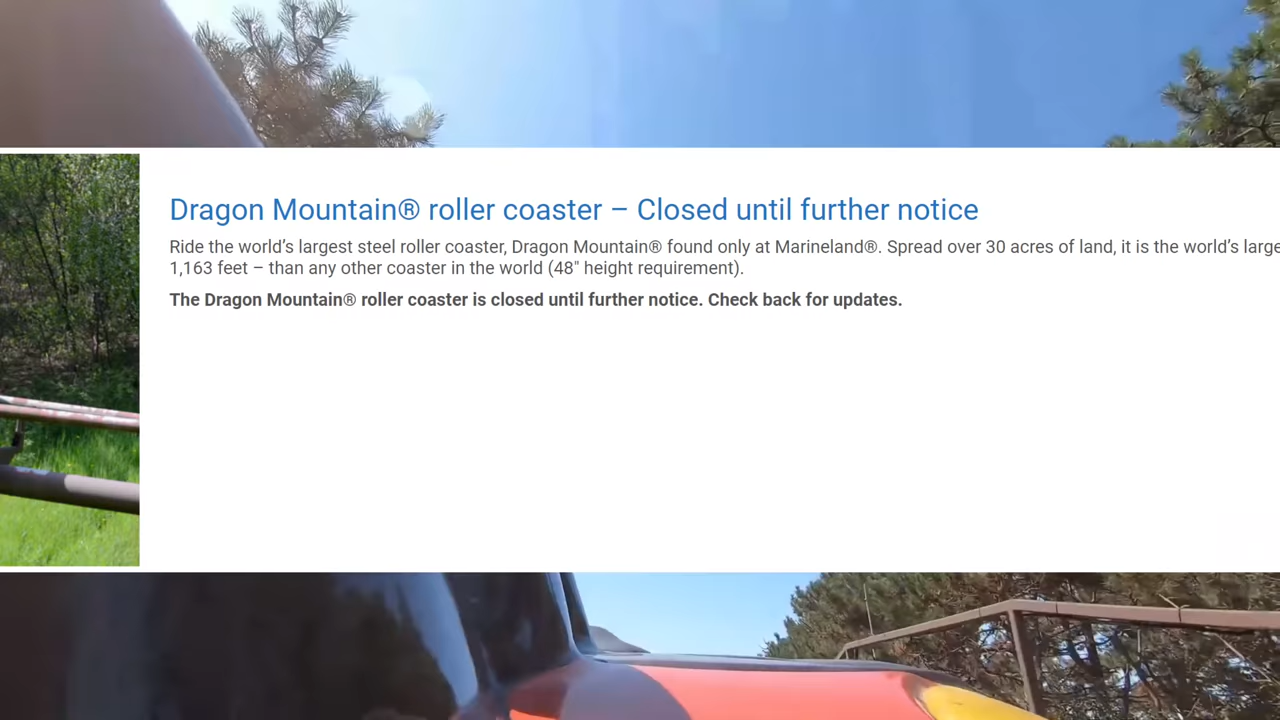 Dragon Mountain® roller coaster – Closed until further notice
Ride the world's largest steel roller coaster, Dragon Mountain® found only at Marineland®. Spread over 30 acres of land, it is the world's
1,163 feet – than any other coaster in the world (48" height requirement).
The Dragon Mountain® roller coaster is closed until further notice. Check back for updates.